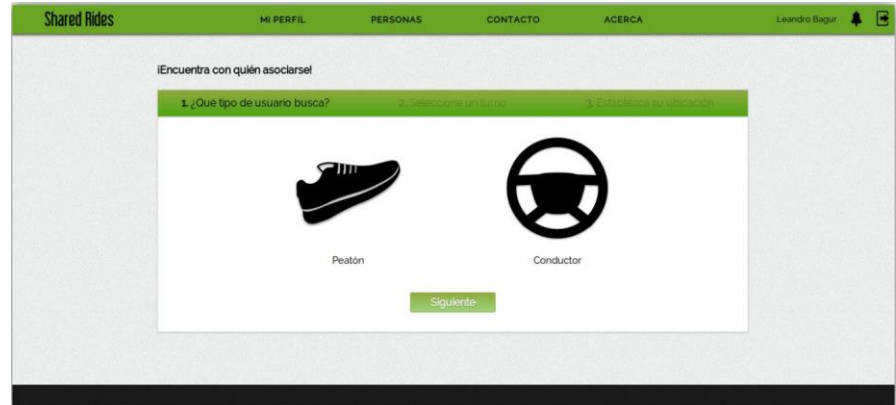 Shared Rides MI PERFIL PERSONAS CONTACTO ACERCA Leandro Bagur
¡Encuentra con quién asociarse!
1. ¿Qué tipo de usuario busca? 2. Seleccione un turno 3. Establezca su ubicación
Peatón Conductor
Siguiente